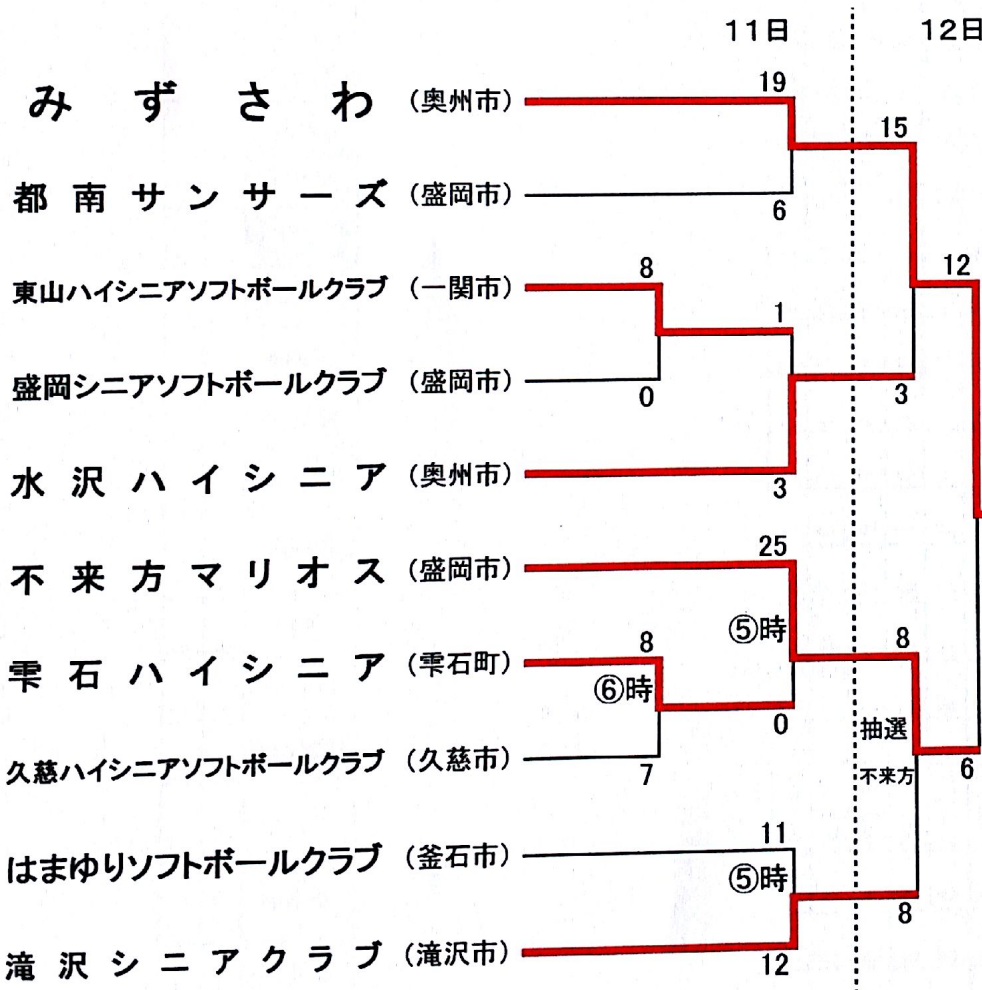 11日 12日
19
みずさわ (奥州市) 15
都南サンサーズ (盛岡市)
6
8 12
東山ハイシニアソフトボールクラブ (一関市)
1
盛岡シニアソフトボールクラブ (盛岡市)
0 3
水沢ハイシニア (奥州市)
3
25
不来方マリオス (盛岡市)
⑤時
8 8
雫石ハイシニア (雫石町)
⑥時
0 抽選
久慈ハイシニアソフトボールクラブ (久慈市)
7 不来方 6
11
はまゆりソフトボールクラブ (釜石市)
⑤時
8
滝沢シニアクラブ (滝沢市)
12